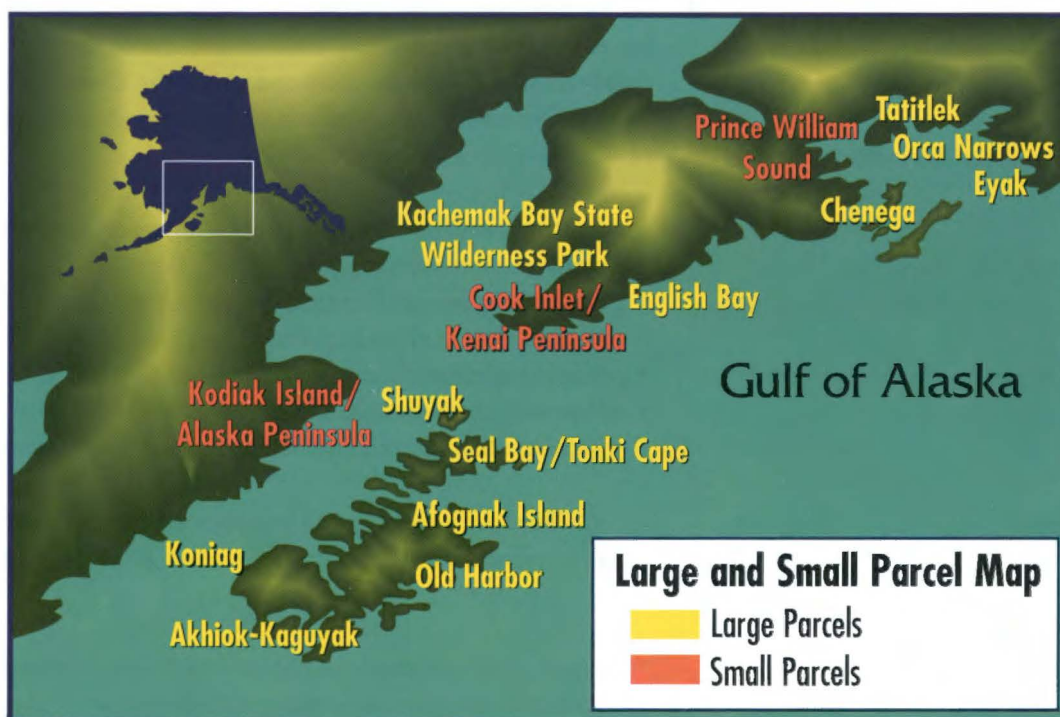 Tatitlek
Prince William
Sound
Orca Narrows
Eyak
Chenega
Kachemak Bay State
Wilderness Park
Cook Inlet/
Kenai Peninsula
English Bay
Gulf of Alaska
Kodiak Island/
Alaska Peninsula
Shuyak
Seal Bay/Tonki Cape
Afognak Island
Koniag
Old Harbor
Akhiok-Kaguyak
Large and Small Parcel Map
Large Parcels
Small Parcels